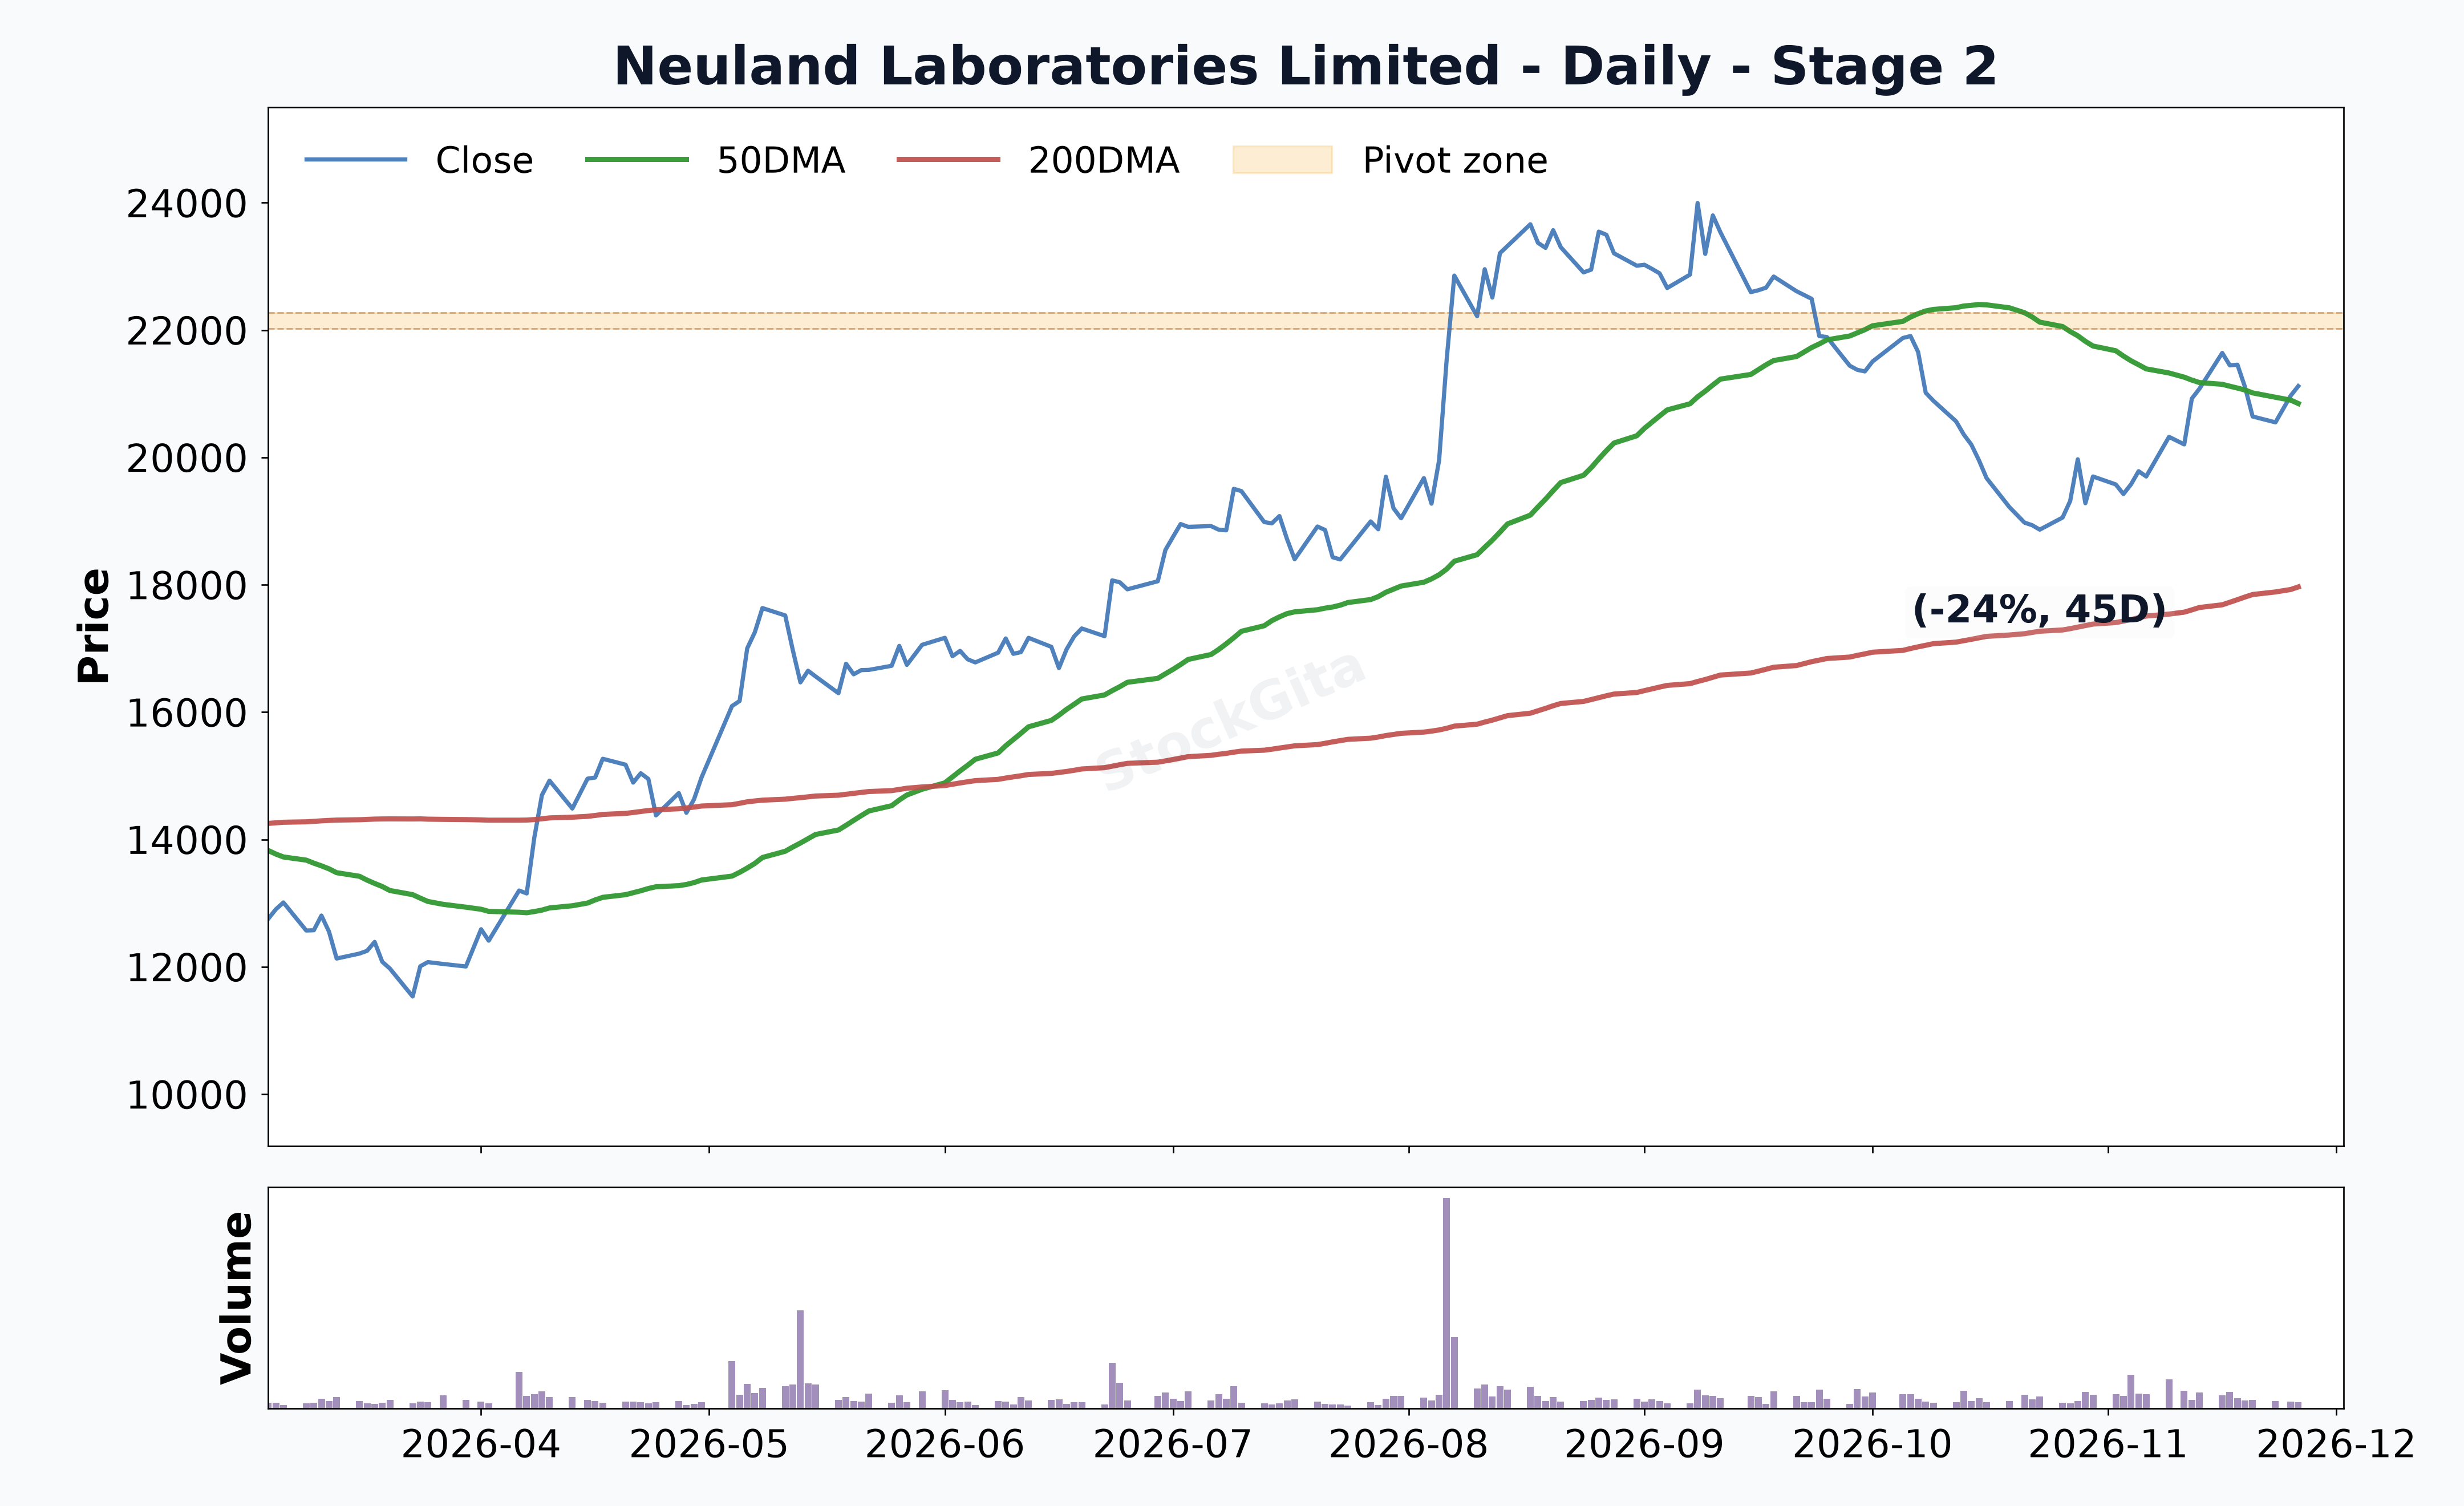 Neuland Laboratories Limited - Daily - Stage 2
Close 50DMA 200DMA Pivot zone
24000
22000
20000
18000
16000
14000
12000
10000
Price
(-24%, 45D)
StockGita
Volume
2026-04 2026-05 2026-06 2026-07 2026-08 2026-09 2026-10 2026-11 2026-12